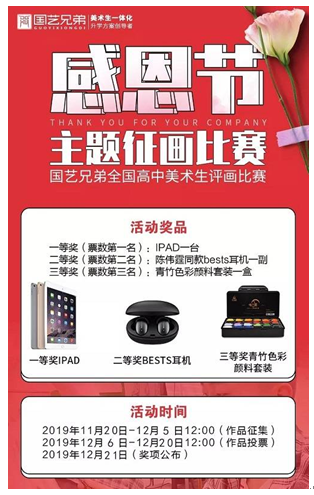 国艺兄弟 美术生一体化
GUOYIXIONGDI 升学方案创导者
感恩节
THANK YOU FOR YOUR COMPANY
主题征画比赛
国艺兄弟全国高中美术生评画比赛
活动奖品
一等奖（票数第一名）：IPAD一台
二等奖（票数第二名）：陈伟霆同款bests耳机一副
三等奖（票数第三名）：青竹色彩颜料套装一盒
一等奖IPAD
二等奖BESTS耳机
三等奖青竹色彩
颜料套装
活动时间
2019年11月20日-12月5日12:00（作品征集）
2019年12月6日-12月20日12:00（作品投票）
2019年12月21日（奖项公布）